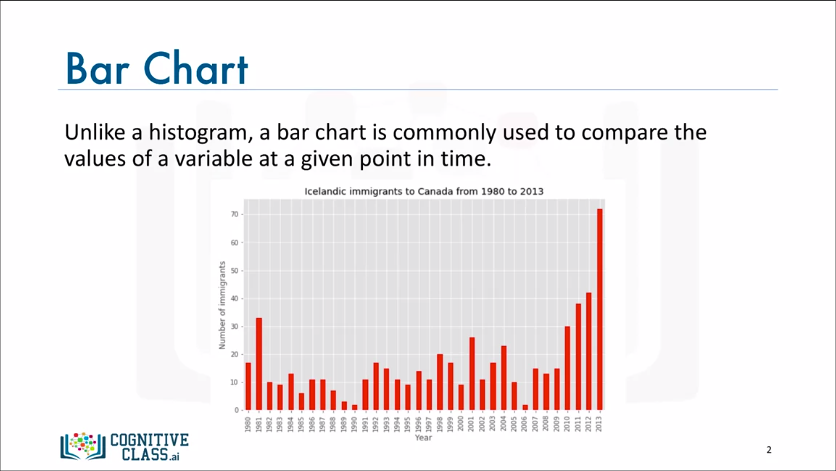 Bar Chart
Unlike a histogram, a bar chart is commonly used to compare the
values of a variable at a given point in time.
Icelandic immigrants to Canada from 1980 to 2013
Number of immigrants
70
60
50
40
30
20
10
0
1980 1981 1982 1983 1984 1985 1986 1987 1988 1989 1990 1991 1992 1993 1994 1995 1996 1997 1998 1999 2000 2001 2002 2003 2004 2005 2006 2007 2008 2009 2010 2011 2012 2013
Year
COGNITIVE
CLASS.ai
2